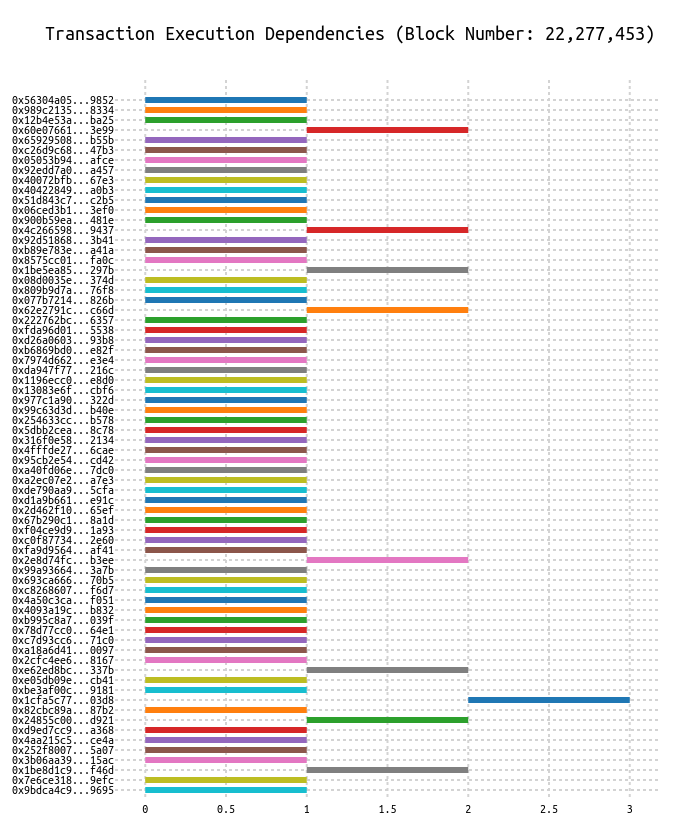 Transaction Execution Dependencies (Block Number: 22,277,453)
0x56304a05...9852
0x989c2135...8334
0x12b4e53a...ba25
0x60e07661...3e99
0x65929508...b55b
0xc26d9c68...47b3
0x05053b94...afce
0x92edd7a0...a457
0x40072bfb...67e3
0x40422849...a0b3
0x51d843c7...c2b5
0x06ced3b1...3ef0
0x900b59ea...481e
0x4c266598...9437
0x92d51868...3b41
0xb89e783e...a41a
0x8575cc01...fa0c
0x1be5ea85...297b
0x08d0035e...374d
0x809b9d7a...76f8
0x077b7214...826b
0x62e2791c...c66d
0x222762bc...6357
0xfda96d01...5538
0xd26a0603...93b8
0xb6869bd0...e82f
0x7974d662...e3e4
0xda947f77...216c
0x1196ecc0...e8d0
0x13083e6f...cbf6
0x977c1a90...322d
0x99c63d3d...b40e
0x254633cc...b578
0x5dbb2cea...8c78
0x316f0e58...2134
0x4fffde27...6cae
0x95cb2e54...cd42
0xa40fd06e...7dc0
0xa2ec07e2...a7e3
0xde790aa9...5cfa
0xd1a9b661...e91c
0x2d462f10...65ef
0x67b290c1...8a1d
0xf04ce9d9...1a93
0xc0f87734...2e60
0xfa9d9564...af41
0x2e8d74fc...b3ee
0x99a93664...3a7b
0x693ca666...70b5
0xc8268607...f6d7
0x4a50c3ca...f051
0x4093a19c...b832
0xb995c8a7...039f
0x78d77cc0...64e1
0xc7d93cc6...71c0
0xa18a6d41...0097
0x2cfc4ee6...8167
0xe62ed8bc...337b
0xe05db09e...cb41
0xbe3af00c...9181
0x1cfa5c77...03d8
0x82cbc89a...87b2
0x24855c00...d921
0xd9ed7cc9...a368
0x4aa215c5...ce4a
0x252f8007...5a07
0x3b06aa39...15ac
0x1be8d1c9...f46d
0x7e6ce318...9efc
0x9bdca4c9...9695
0 0.5 1 1.5 2 2.5 3